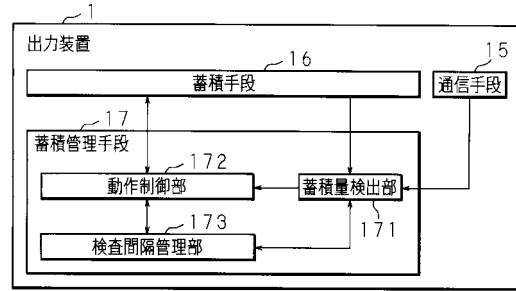 1
出力装置
16
15
蓄積手段
通信手段
17
蓄積管理手段
172
動作制御部
蓄積量検出部
171
173
検査間隔管理部